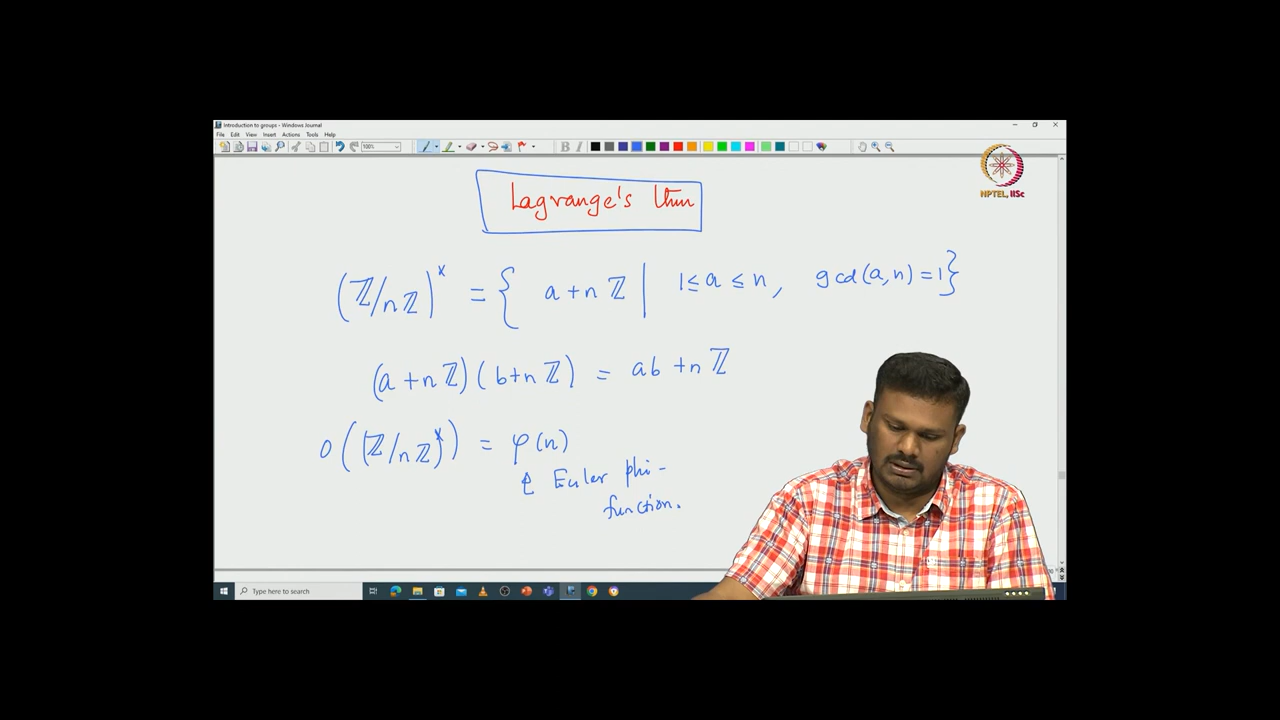 Introduction to groups - Windows Journal
File Edit View Insert Actions Tools Help
100%
B I
NPTEL, IISc
Lagrange's thm
(ℤ/nℤ)^x = { a + nℤ | 1 ≤ a ≤ n, gcd(a,n) = 1}
(a + nℤ)(b+nℤ) = ab + nℤ
O((ℤ/nℤ)^x) = φ(n)
Euler phi-
function.
Type here to search